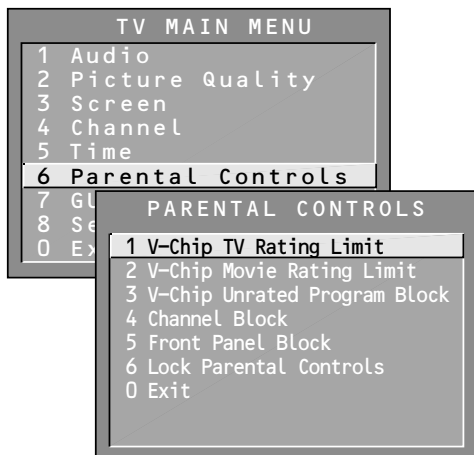 TV MAIN MENU
1 Audio
2 Picture Quality
3 Screen
4 Channel
5 Time
6 Parental Controls
7
8
0
PARENTAL CONTROLS
1 V-Chip TV Rating Limit
2 V-Chip Movie Rating Limit
3 V-Chip Unrated Program Block
4 Channel Block
5 Front Panel Block
6 Lock Parental Controls
0 Exit